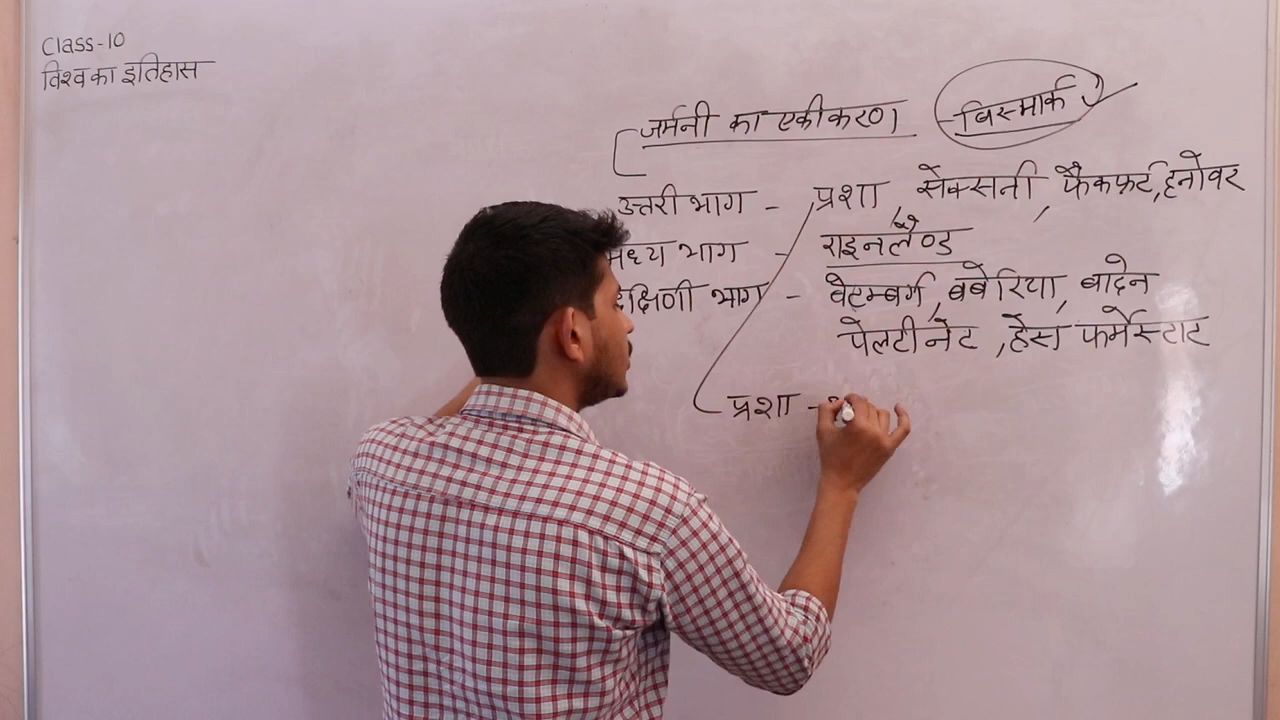 Class-10
विश्व का इतिहास
जर्मनी का एकीकरण
-बिस्मार्क
उत्तरी भाग - प्रशा, सेक्सनी, फ्रैंकफर्ट, हनोवर
मध्य भाग - राइनलैण्ड
दक्षिणी भाग - वेटम्बर्ग, बवेरिया, बादेन
पेलटीनेट, हेस फर्मेस्टाट
प्रशा -